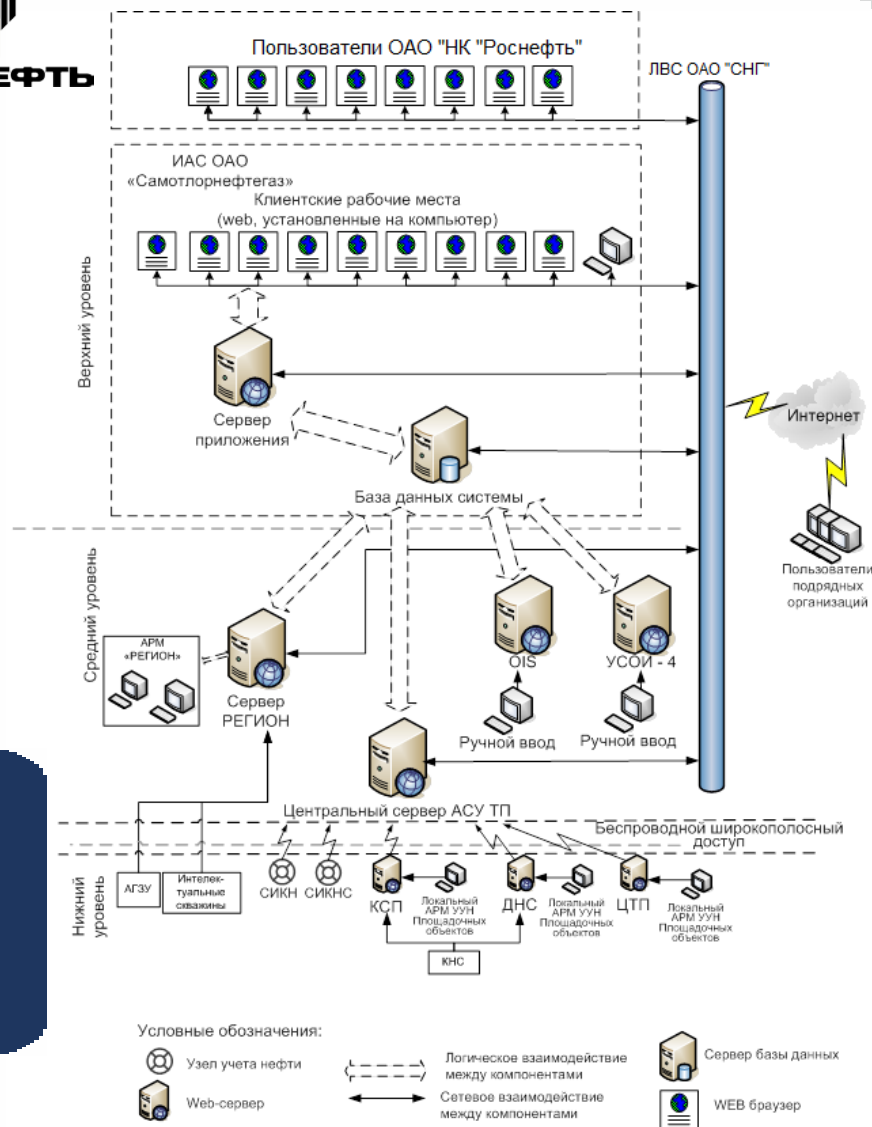 ЕФТЬ
Пользователи ОАО "НК "Роснефть"
ЛВС ОАО "СНГ"
ИАС ОАО
«Самотлорнефтегаз»
Клиентские рабочие места
(web, установленные на компьютер)
Верхний уровень
Сервер
приложения
База данных системы
Интернет
Пользователи
подрядных
организаций
Средний уровень
АРМ
«РЕГИОН»
Сервер
РЕГИОН
OIS
УСОИ - 4
Ручной ввод
Ручной ввод
Центральный сервер АСУ ТП
Беспроводной широкополосный
доступ
Нижний
уровень
АГЗУ
Интелек-
туальные
скважины
СИКН
СИКНС
КСП
Локальный
АРМ УУН
Площадочных
объектов
ДНС
Локальный
АРМ УУН
Площадочных
объектов
ЦТП
Локальный
АРМ УУН
Площадочных
объектов
КНС
Условные обозначения:
Узел учета нефти
Логическое взаимодействие
между компонентами
Сервер базы данных
Web-сервер
Сетевое взаимодействие
между компонентами
WEB браузер